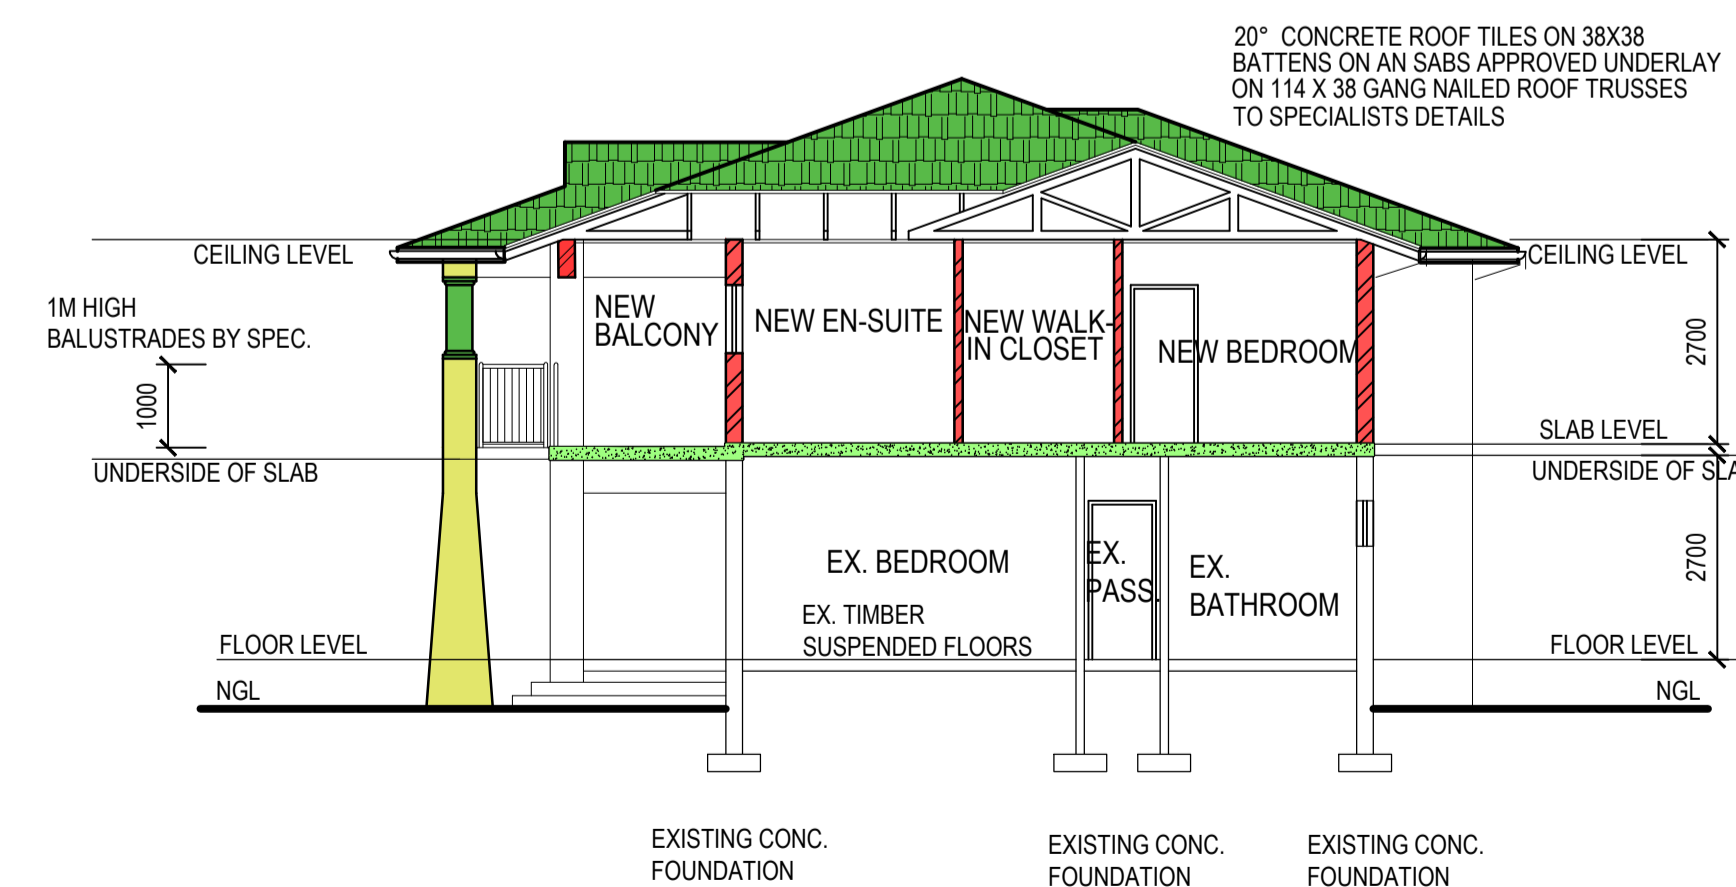 20° CONCRETE ROOF TILES ON 38X38
BATTENS ON AN SABS APPROVED UNDERLAY
ON 114 X 38 GANG NAILED ROOF TRUSSES
TO SPECIALISTS DETAILS
CEILING LEVEL
CEILING LEVEL
1M HIGH
BALUSTRADES BY SPEC.
1000
NEW
BALCONY
NEW EN-SUITE
NEW WALK-
IN CLOSET
NEW BEDROOM
2700
SLAB LEVEL
UNDERSIDE OF SLAB
UNDERSIDE OF SLA
EX. BEDROOM
EX.
PASS.
EX.
BATHROOM
2700
EX. TIMBER
SUSPENDED FLOORS
FLOOR LEVEL
FLOOR LEVEL
NGL
NGL
EXISTING CONC.
FOUNDATION
EXISTING CONC.
FOUNDATION
EXISTING CONC.
FOUNDATION